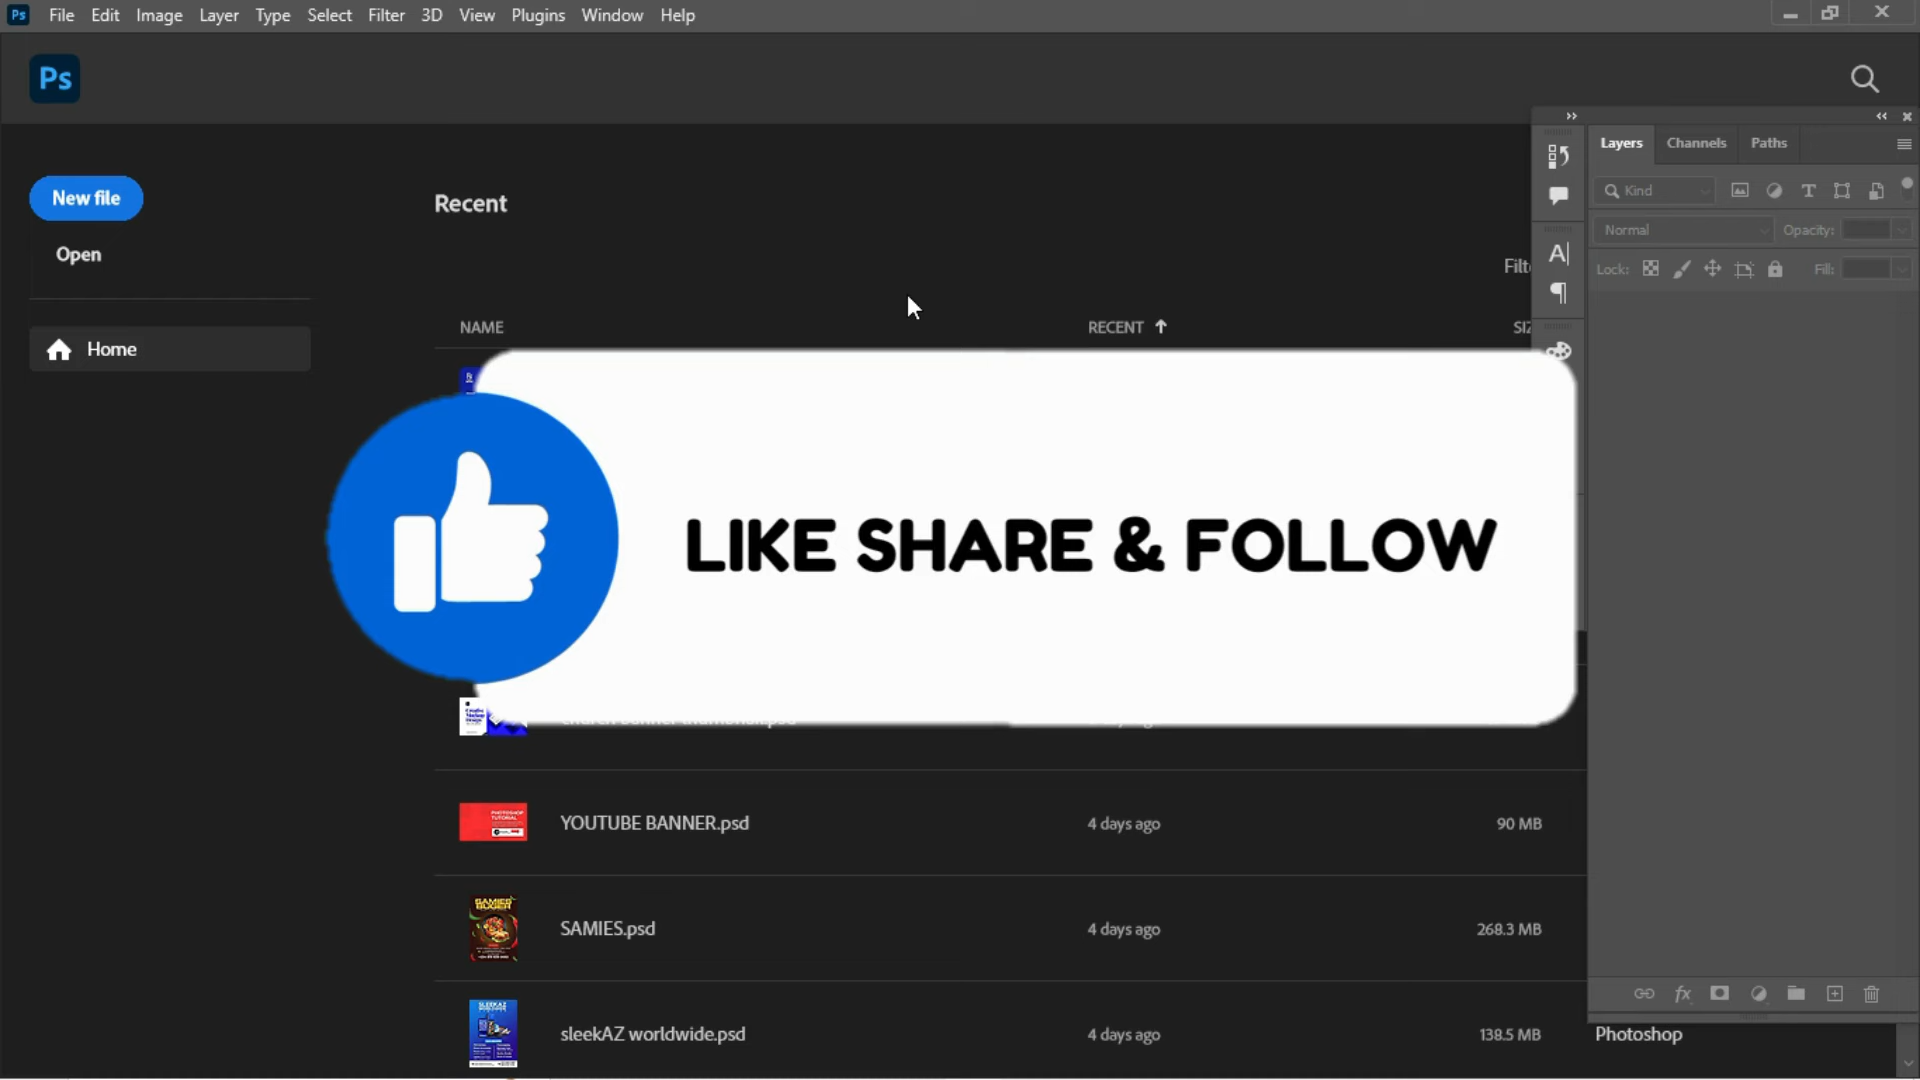 Ps File Edit Image Layer Type Select Filter 3D View Plugins Window Help
Ps
Layers Channels Paths
New file
Kind
Recent
Normal Opacity:
Open
A
Lock: Fill:
NAME RECENT
Home
LIKE SHARE & FOLLOW
YOUTUBE BANNER.psd 4 days ago 90 MB
SAMIES.psd 4 days ago 268.3 MB
fx
sleekAZ worldwide.psd 4 days ago 138.5 MB Photoshop